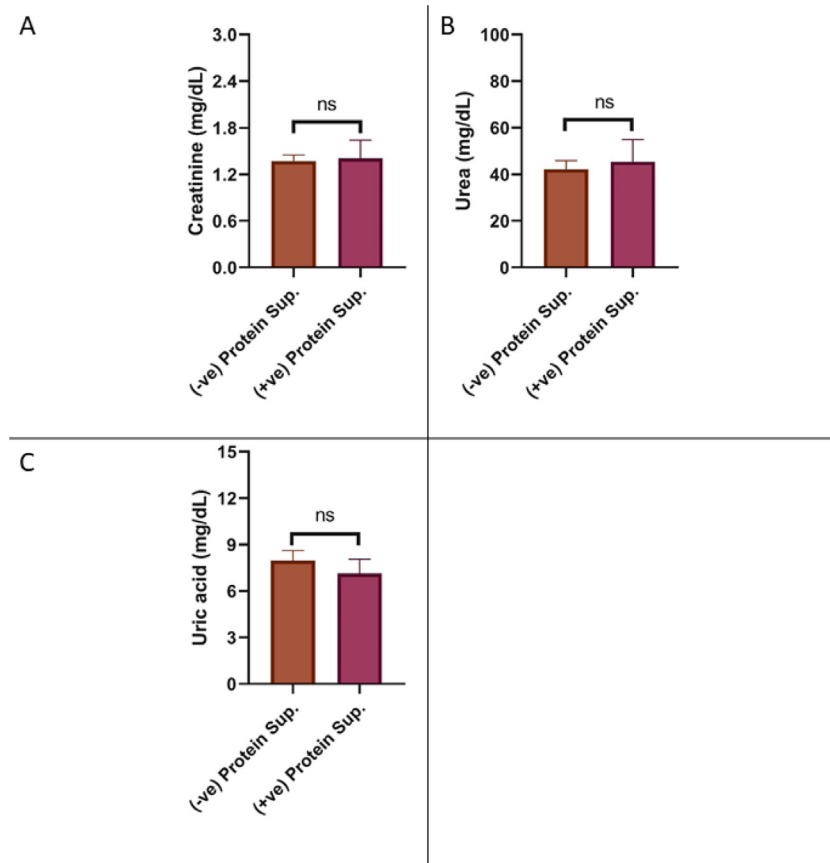 A
Creatinine (mg/dL)
3.0
2.4
1.8
1.2
0.6
0.0
ns
(-ve) Protein Sup.
(+ve) Protein Sup.
B
Urea (mg/dL)
100
80
60
40
20
0
ns
(-ve) Protein Sup.
(+ve) Protein Sup.
C
Uric acid (mg/dL)
15
12
9
6
3
0
ns
(-ve) Protein Sup.
(+ve) Protein Sup.